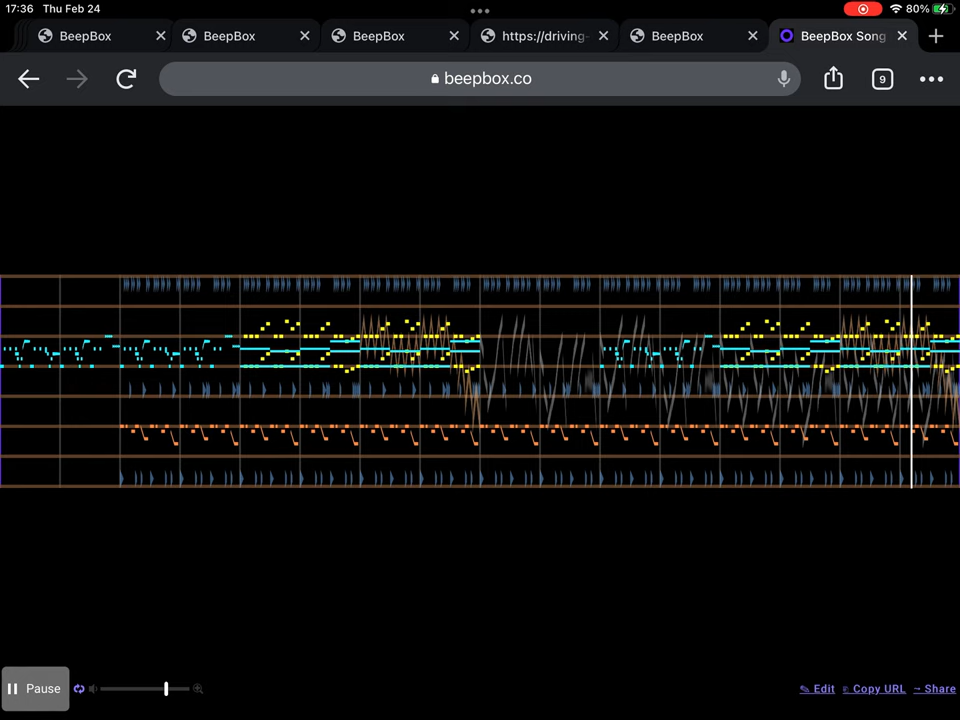 17:36 Thu Feb 24
80%
BeepBox
BeepBox
BeepBox
https://driving-
BeepBox
BeepBox Song
beepbox.co
9
Pause
Edit
Copy URL
Share